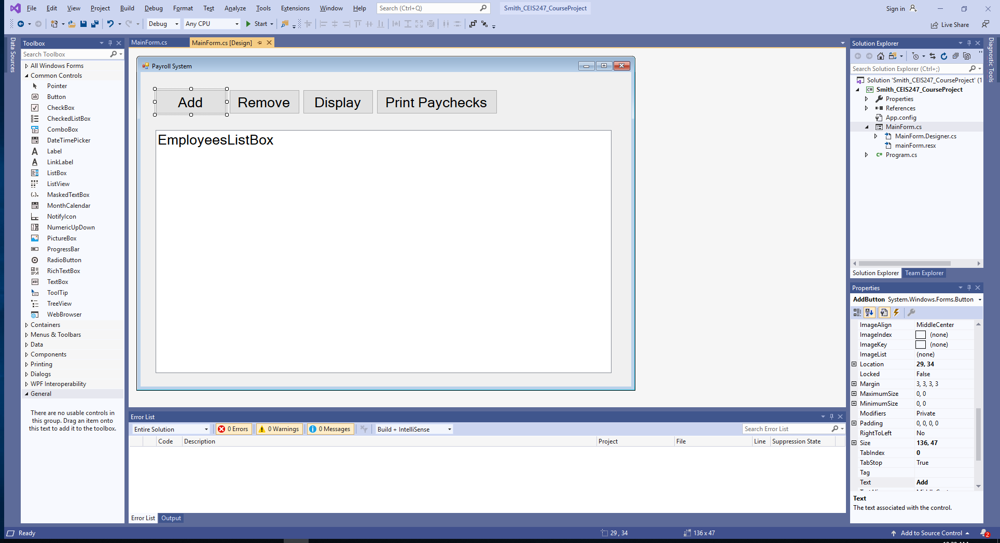 File Edit View Project Build Debug Format Test Analyze Tools Extensions Window Help Search (Ctrl+Q) Smith_CEIS247_CourseProject Sign in
Debug Any CPU Start Live Share
Data Sources
Toolbox
Search Toolbox
All Windows Forms
Common Controls
Pointer
Button
CheckBox
CheckedListBox
ComboBox
DateTimePicker
Label
LinkLabel
ListBox
ListView
MaskedTextBox
MonthCalendar
NotifyIcon
NumericUpDown
PictureBox
ProgressBar
RadioButton
RichTextBox
TextBox
ToolTip
TreeView
WebBrowser
Containers
Menus & Toolbars
Data
Components
Printing
Dialogs
WPF Interoperability
General
There are no usable controls in
this group. Drag an item onto
this text to add it to the toolbox.
MainForm.cs MainForm.cs [Design]
Payroll System
Add Remove Display Print Paychecks
EmployeesListBox
Error List
Entire Solution 0 Errors 0 Warnings 0 Messages Build + IntelliSense Search Error List
Code Description Project File Line Suppression State
Error List Output
Solution Explorer
Search Solution Explorer (Ctrl+;)
Solution 'Smith_CEIS247_CourseProject' (1
Smith_CEIS247_CourseProject
Properties
References
App.config
MainForm.cs
MainForm.Designer.cs
mainForm.resx
Program.cs
Solution Explorer Team Explorer
Properties
AddButton System.Windows.Forms.Button
ImageAlign MiddleCenter
ImageIndex (none)
ImageKey (none)
ImageList (none)
Location 29, 34
Locked False
Margin 3, 3, 3, 3
MaximumSize 0, 0
MinimumSize 0, 0
Modifiers Private
Padding 0, 0, 0, 0
RightToLeft No
Size 136, 47
TabIndex 0
TabStop True
Tag
Text Add
Text
The text associated with the control.
Diagnostic Tools
Ready 29 , 34 136 x 47 Add to Source Control 2